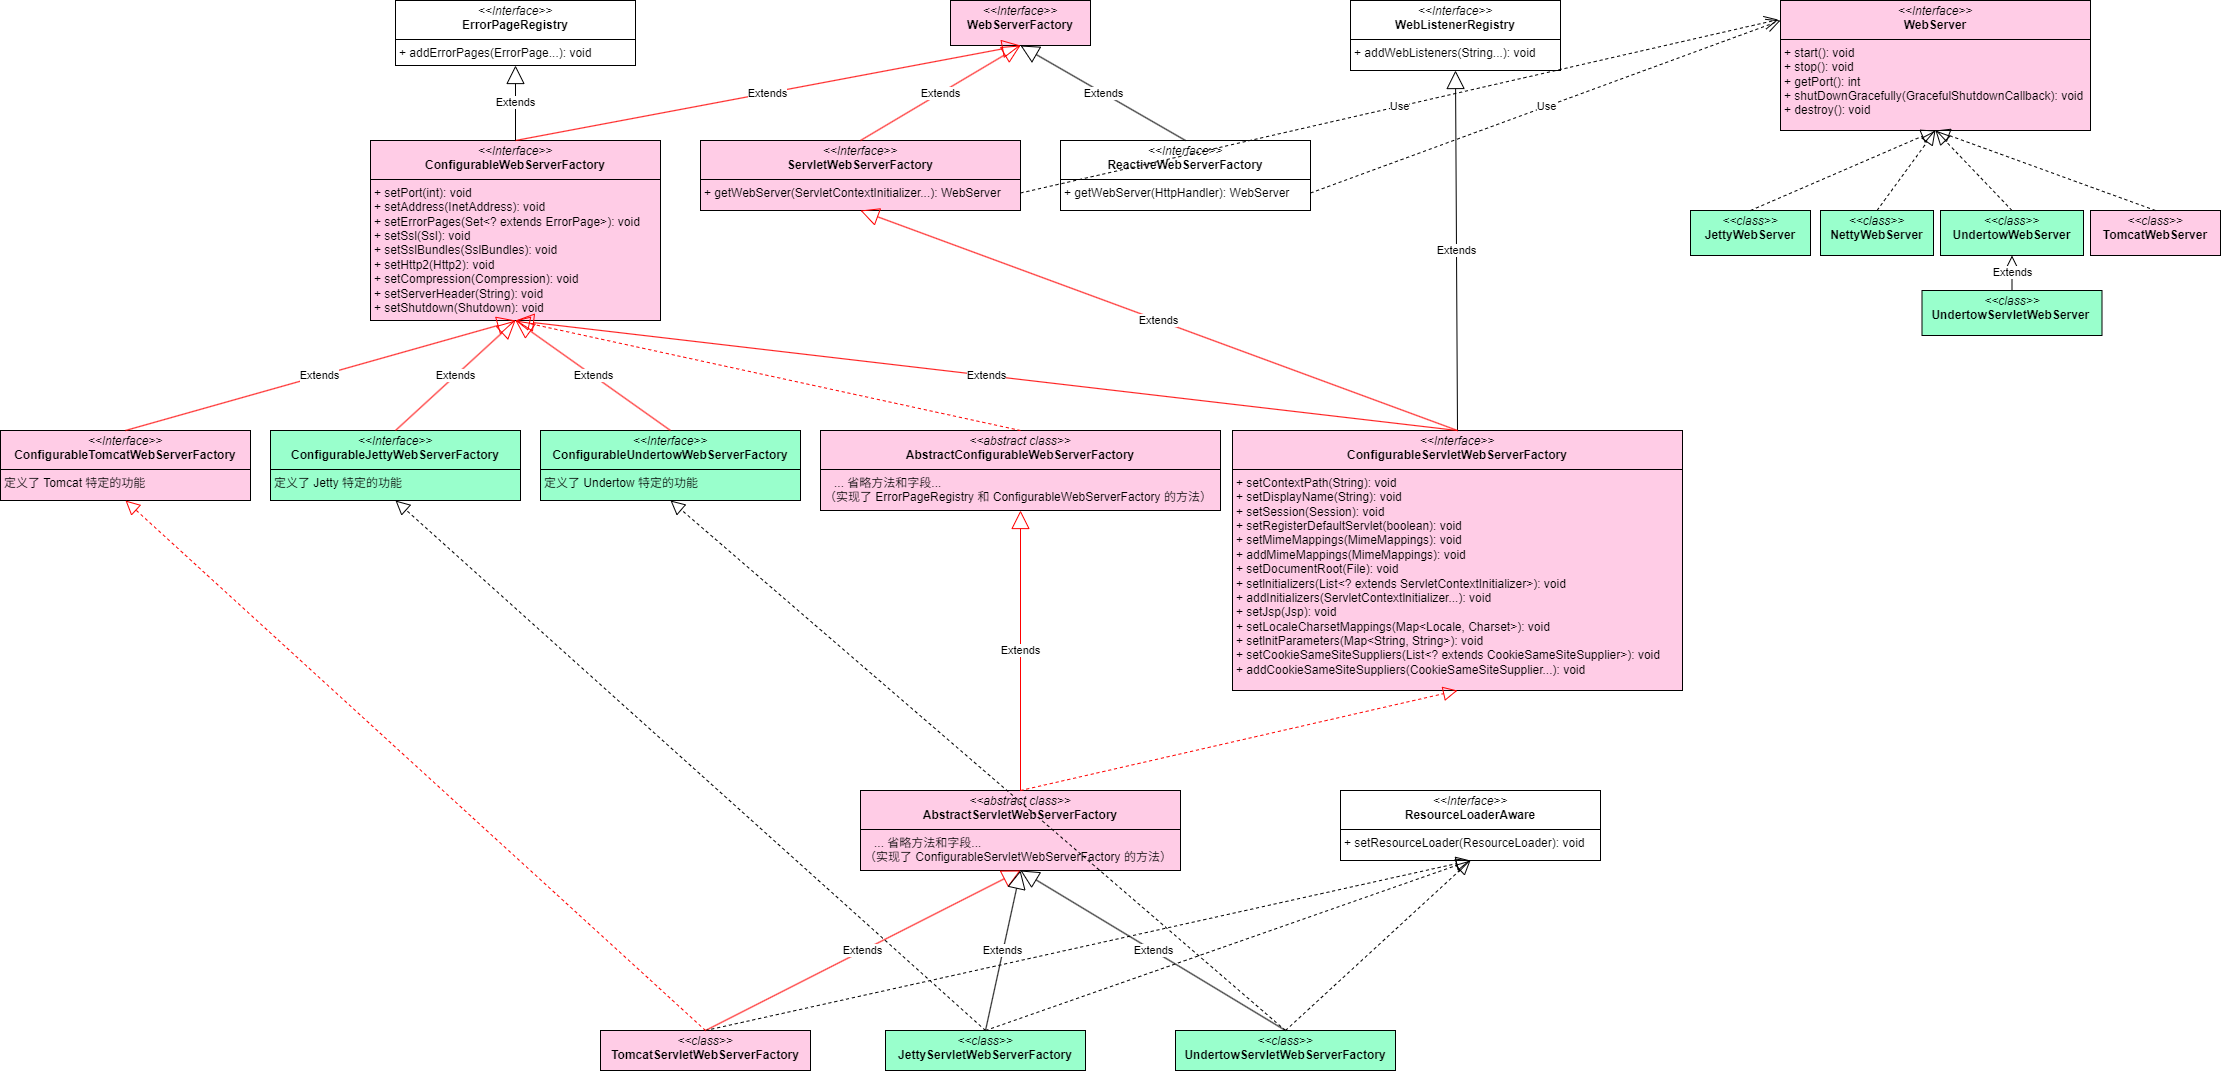 <<Interface>>
ErrorPageRegistry
+ addErrorPages(ErrorPage...): void
<<Interface>>
WebServerFactory
<<Interface>>
WebListenerRegistry
+ addWebListeners(String...): void
<<Interface>>
WebServer
+ start(): void
+ stop(): void
+ getPort(): int
+ shutDownGracefully(GracefulShutdownCallback): void
+ destroy(): void
Extends
Extends
Extends
Extends
Use
Use
<<Interface>>
ConfigurableWebServerFactory
+ setPort(int): void
+ setAddress(InetAddress): void
+ setErrorPages(Set<? extends ErrorPage>): void
+ setSsl(Ssl): void
+ setSslBundles(SslBundles): void
+ setHttp2(Http2): void
+ setCompression(Compression): void
+ setServerHeader(String): void
+ setShutdown(Shutdown): void
<<Interface>>
ServletWebServerFactory
+ getWebServer(ServletContextInitializer...): WebServer
<<Interface>>
ReactiveWebServerFactory
+ getWebServer(HttpHandler): WebServer
Extends
<<class>>
JettyWebServer
<<class>>
NettyWebServer
<<class>>
UndertowWebServer
<<class>>
TomcatWebServer
Extends
<<class>>
UndertowServletWebServer
Extends
Extends
Extends
Extends
Extends
<<Interface>>
ConfigurableTomcatWebServerFactory
定义了 Tomcat 特定的功能
<<Interface>>
ConfigurableJettyWebServerFactory
定义了 Jetty 特定的功能
<<Interface>>
ConfigurableUndertowWebServerFactory
定义了 Undertow 特定的功能
<<abstract class>>
AbstractConfigurableWebServerFactory
... 省略方法和字段...
（实现了 ErrorPageRegistry 和 ConfigurableWebServerFactory 的方法）
<<Interface>>
ConfigurableServletWebServerFactory
+ setContextPath(String): void
+ setDisplayName(String): void
+ setSession(Session): void
+ setRegisterDefaultServlet(boolean): void
+ setMimeMappings(MimeMappings): void
+ addMimeMappings(MimeMappings): void
+ setDocumentRoot(File): void
+ setInitializers(List<? extends ServletContextInitializer>): void
+ addInitializers(ServletContextInitializer...): void
+ setJsp(Jsp): void
+ setLocaleCharsetMappings(Map<Locale, Charset>): void
+ setInitParameters(Map<String, String>): void
+ setCookieSameSiteSuppliers(List<? extends CookieSameSiteSupplier>): void
+ addCookieSameSiteSuppliers(CookieSameSiteSupplier...): void
Extends
<<abstract class>>
AbstractServletWebServerFactory
... 省略方法和字段...
（实现了 ConfigurableServletWebServerFactory 的方法）
<<Interface>>
ResourceLoaderAware
+ setResourceLoader(ResourceLoader): void
Extends
Extends
Extends
<<class>>
TomcatServletWebServerFactory
<<class>>
JettyServletWebServerFactory
<<class>>
UndertowServletWebServerFactory